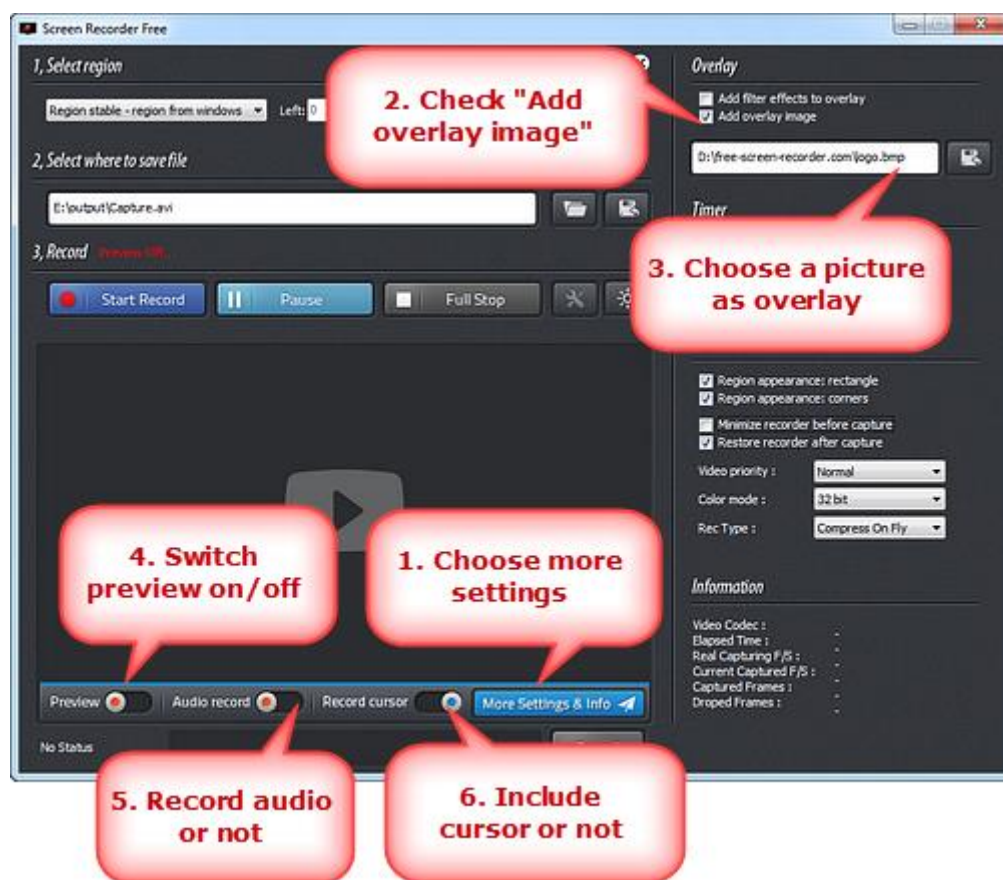 Screen Recorder Free
1, Select region
Region stable - region from windows
Left: 0
2, Select where to save file
E:\output\Capture.avi
3, Record Preview Off.
Start Record
Pause
Full Stop
2. Check "Add
overlay image"
Overlay
Add filter effects to overlay
Add overlay image
D:\free-screen-recorder.com\logo.bmp
Timer
3. Choose a picture
as overlay
Region appearance: rectangle
Region appearance: corners
Minimize recorder before capture
Restore recorder after capture
Video priority : Normal
Color mode : 32 bit
Rec Type : Compress On Fly
Information
Video Codec : -
Elapsed Time : -
Real Capturing F/S : -
Current Captured F/S : -
Captured Frames : -
Droped Frames : -
4. Switch
preview on/off
1. Choose more
settings
Preview
Audio record
Record cursor
More Settings & Info
No Status
5. Record audio
or not
6. Include
cursor or not